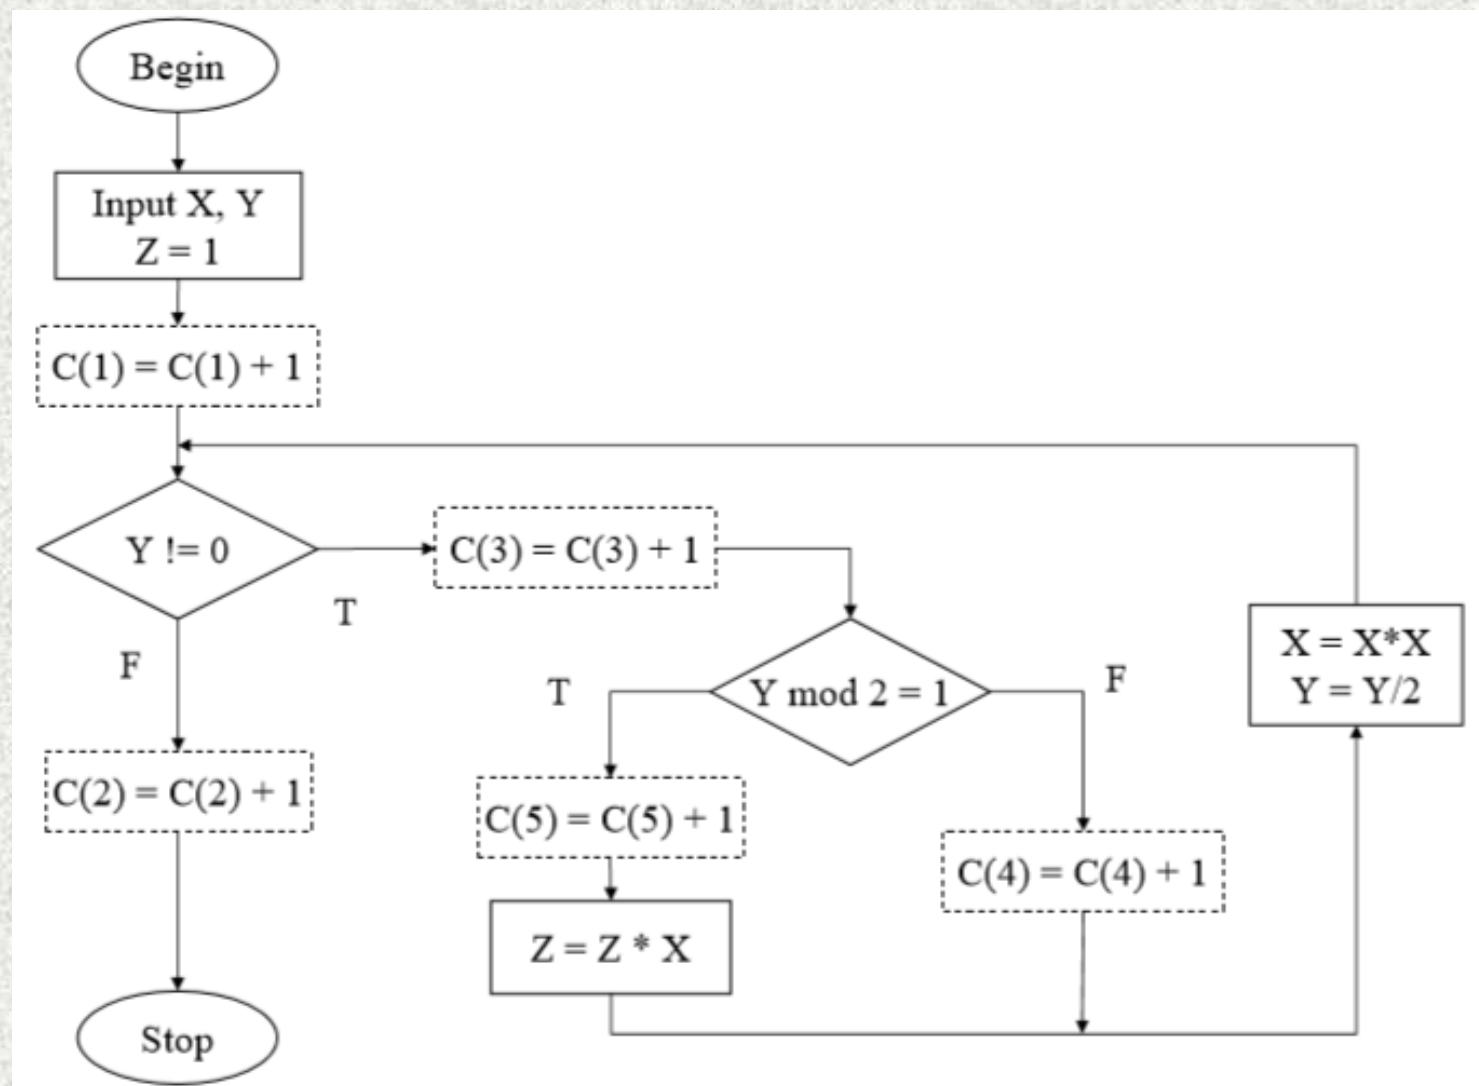 Begin
Input X, Y
Z = 1
C(1) = C(1) + 1
Y != 0
C(3) = C(3) + 1
T
F
Y mod 2 = 1
T
F
X = X*X
Y = Y/2
C(2) = C(2) + 1
C(5) = C(5) + 1
C(4) = C(4) + 1
Z = Z * X
Stop